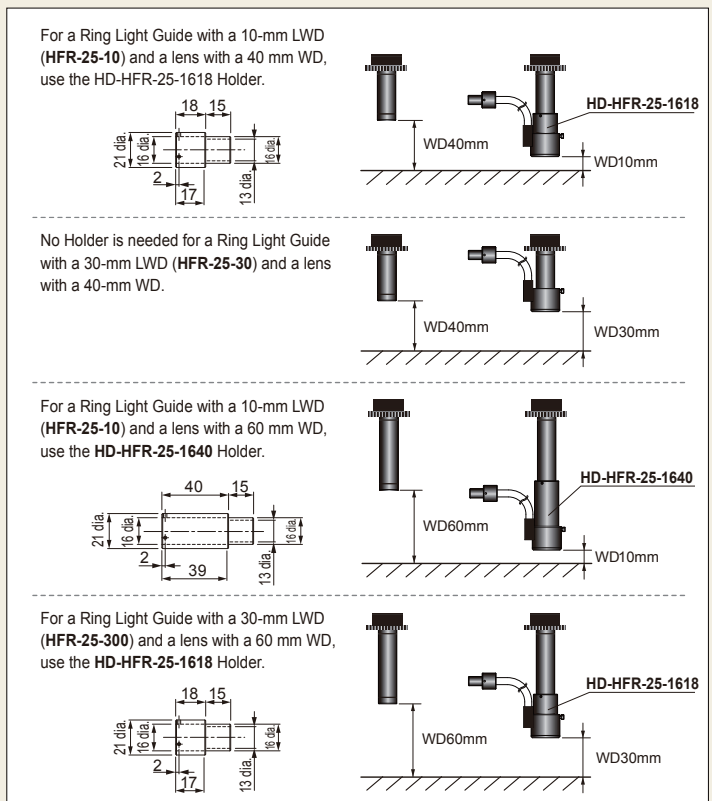 For a Ring Light Guide with a 10-mm LWD
(HFR-25-10) and a lens with a 40 mm WD,
use the HD-HFR-25-1618 Holder.
18 15
21 dia.
16 dia.
16 dia.
13 dia.
2
17
WD40mm
HD-HFR-25-1618
WD10mm
No Holder is needed for a Ring Light Guide
with a 30-mm LWD (HFR-25-30) and a lens
with a 40-mm WD.
WD40mm
WD30mm
For a Ring Light Guide with a 10-mm LWD
(HFR-25-10) and a lens with a 60 mm WD,
use the HD-HFR-25-1640 Holder.
40 15
21 dia.
16 dia.
16 dia.
13 dia.
2
39
WD60mm
HD-HFR-25-1640
WD10mm
For a Ring Light Guide with a 30-mm LWD
(HFR-25-300) and a lens with a 60 mm WD,
use the HD-HFR-25-1618 Holder.
18 15
21 dia.
16 dia.
16 dia.
13 dia.
2
17
WD60mm
HD-HFR-25-1618
WD30mm